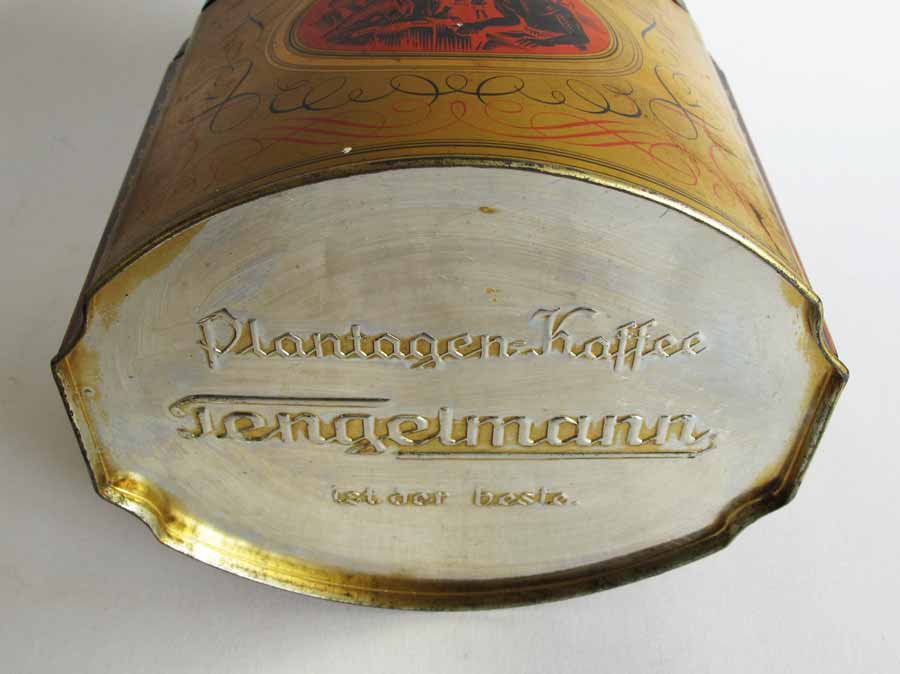 Plantagen-Kaffee
Tengelmann
ist der beste.